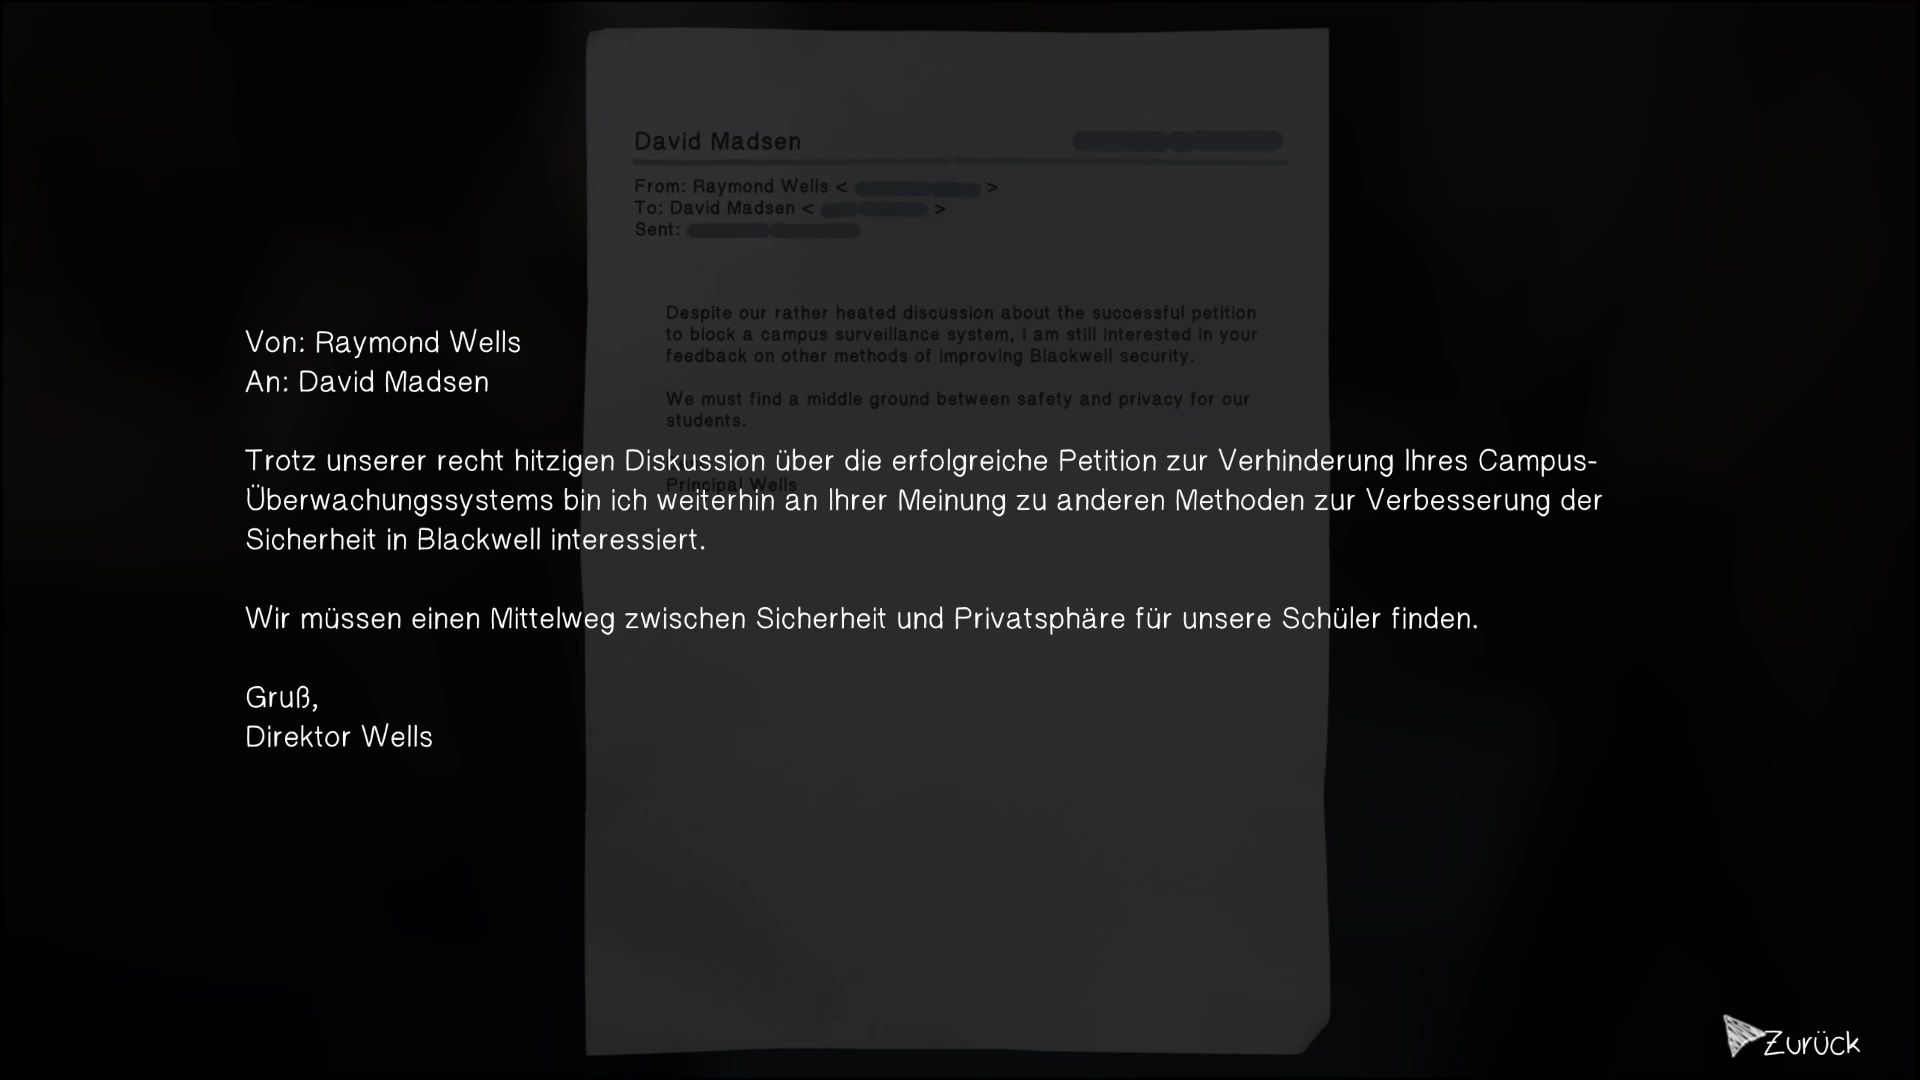 David Madsen
From: Raymond Wells < >
To: David Madsen < >
Sent:
Despite our rather heated discussion about the successful petition
to block a campus surveillance system, I am still interested in your
feedback on other methods of improving Blackwell security.
We must find a middle ground between safety and privacy for our
students.
Principal Wells
Von: Raymond Wells
An: David Madsen
Trotz unserer recht hitzigen Diskussion über die erfolgreiche Petition zur Verhinderung Ihres Campus-
Überwachungssystems bin ich weiterhin an Ihrer Meinung zu anderen Methoden zur Verbesserung der
Sicherheit in Blackwell interessiert.
Wir müssen einen Mittelweg zwischen Sicherheit und Privatsphäre für unsere Schüler finden.
Gruß,
Direktor Wells
Zurück